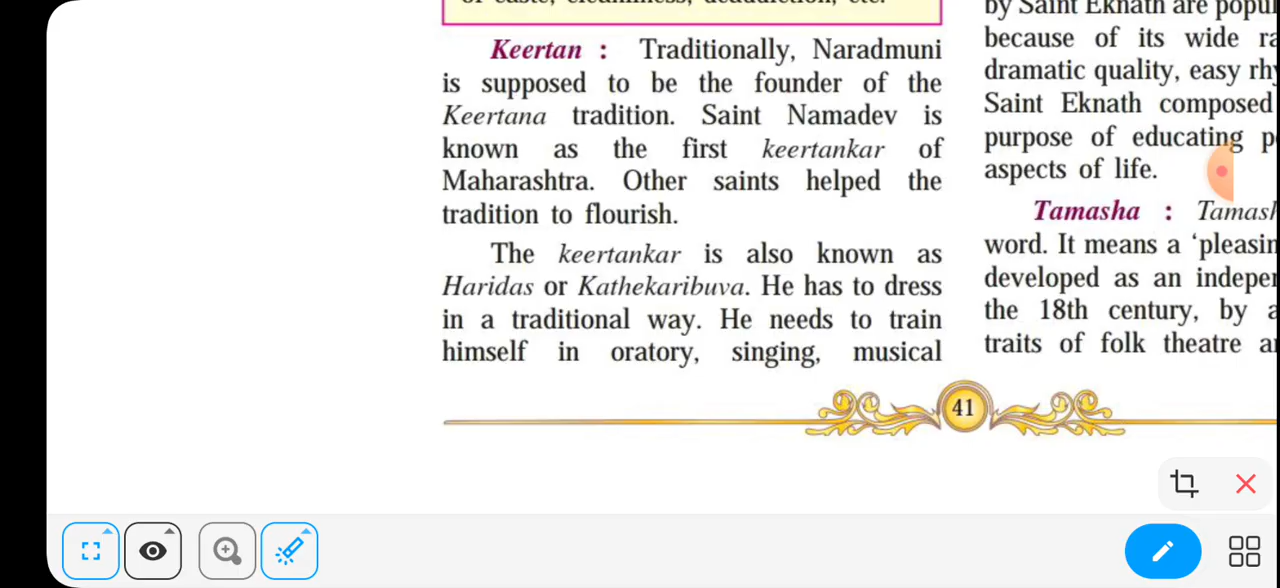 Keertan : Traditionally, Naradmuni
is supposed to be the founder of the
Keertana tradition. Saint Namadev is
known as the first keertankar of
Maharashtra. Other saints helped the
tradition to flourish.
The keertankar is also known as
Haridas or Kathekaribuva. He has to dress
in a traditional way. He needs to train
himself in oratory, singing, musical
by Saint Eknath are
because of its wide
dramatic quality, easy
Saint Eknath composed
purpose of educating
aspects of life.
Tamasha :
word. It means a
developed as an
the 18th century, by
traits of folk theatre
41